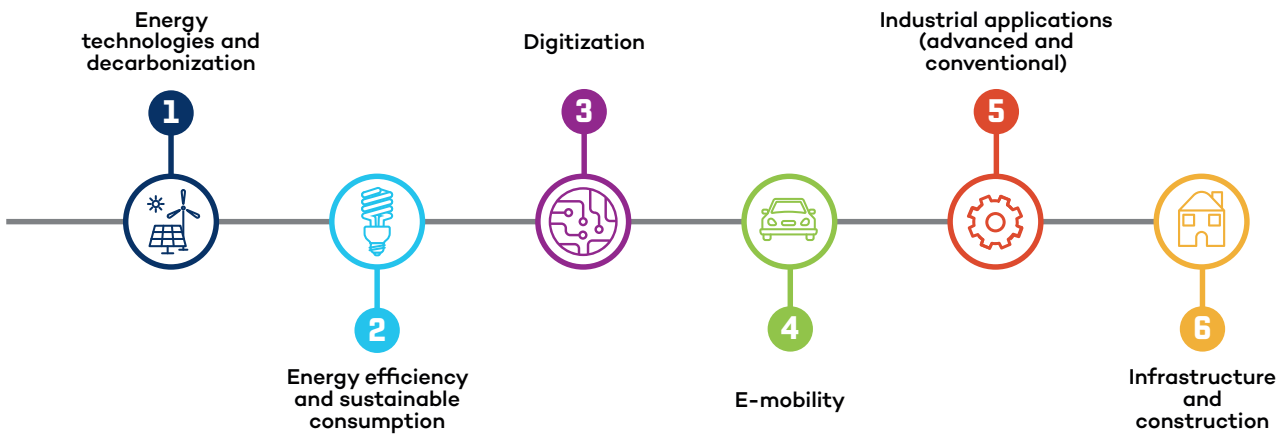 Energy
technologies and
decarbonization
1
2
Energy efficiency
and sustainable
consumption
Digitization
3
4
E-mobility
Industrial applications
(advanced and
conventional)
5
6
Infrastructure
and
construction